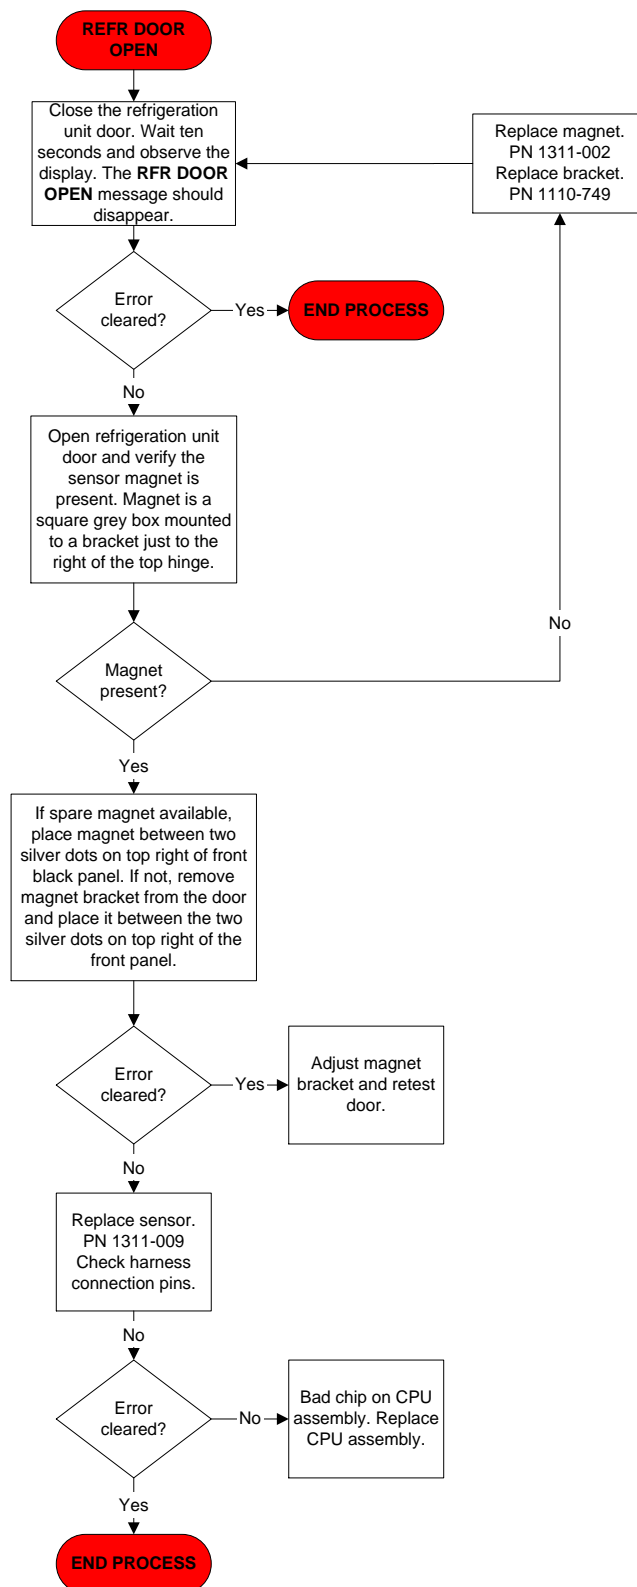 REFR DOOR
OPEN
Close the refrigeration
unit door. Wait ten
seconds and observe the
display. The RFR DOOR
OPEN message should
disappear.
Replace magnet.
PN 1311-002
Replace bracket.
PN 1110-749
Error
cleared?
Yes
END PROCESS
No
Open refrigeration unit
door and verify the
sensor magnet is
present. Magnet is a
square grey box mounted
to a bracket just to the
right of the top hinge.
No
Magnet
present?
Yes
If spare magnet available,
place magnet between two
silver dots on top right of front
black panel. If not, remove
magnet bracket from the door
and place it between the two
silver dots on top right of the
front panel.
Error
cleared?
Yes
Adjust magnet
bracket and retest
door.
No
Replace sensor.
PN 1311-009
Check harness
connection pins.
No
Error
cleared?
No
Bad chip on CPU
assembly. Replace
CPU assembly.
Yes
END PROCESS